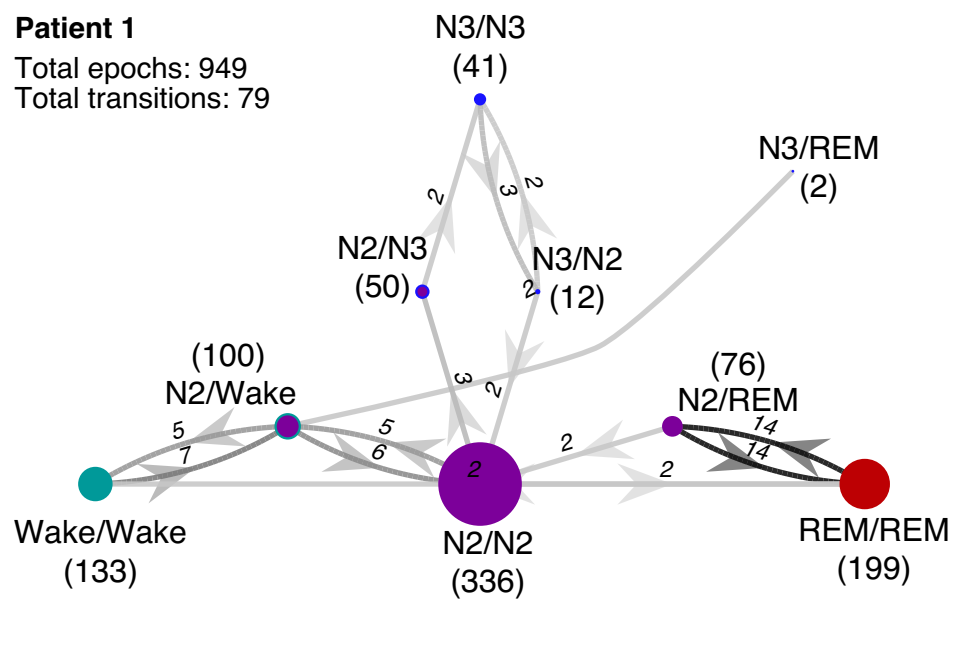 Patient 1
Total epochs: 949
Total transitions: 79
N3/N3
(41)
N3/REM
(2)
2
3
2
N2/N3
(50)
N3/N2
2
(12)
(100)
N2/Wake
3
2
(76)
N2/REM
5
7
5
6
2
14
14
2
2
Wake/Wake
(133)
N2/N2
(336)
REM/REM
(199)